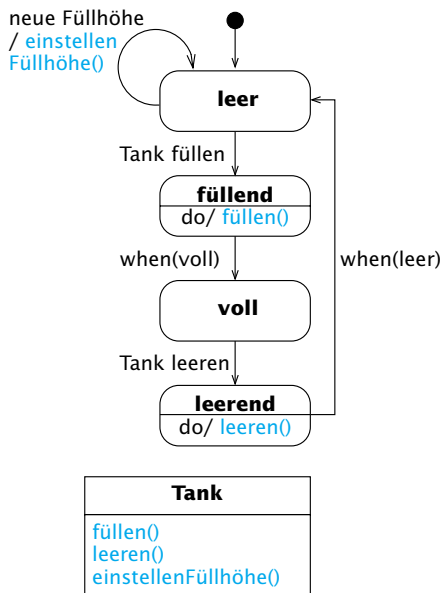 neue Füllhöhe
/ einstellen
Füllhöhe()
leer
Tank füllen
füllend
do/ füllen()
when(voll)
when(leer)
voll
Tank leeren
leerend
do/ leeren()
Tank
füllen()
leeren()
einstellenFüllhöhe()